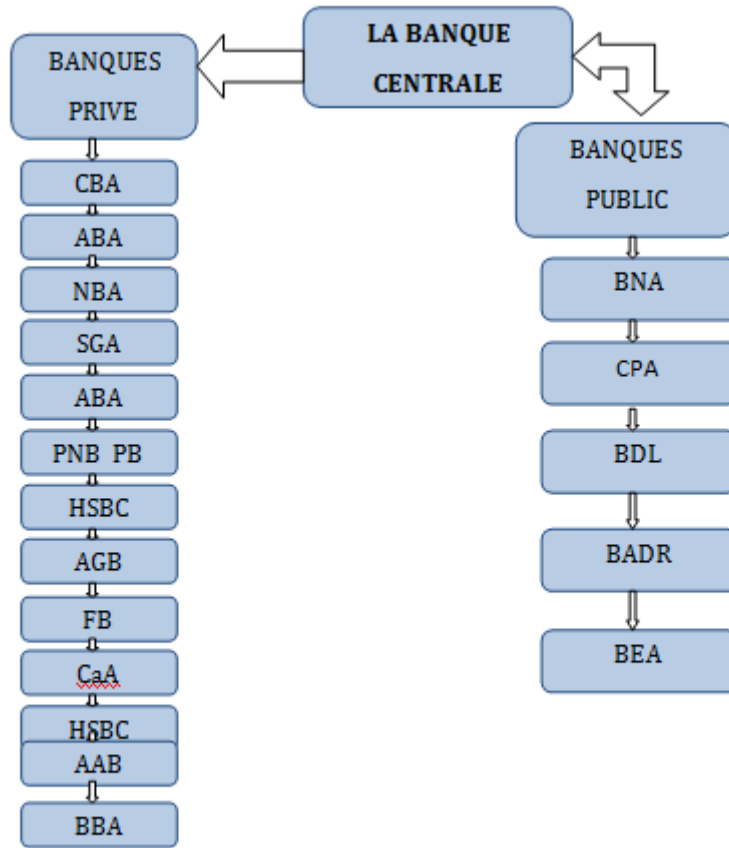 LA BANQUE
CENTRALE
BANQUES
PRIVE
CBA
ABA
NBA
SGA
ABA
PNB PB
HSBC
AGB
FB
CaA
HSBC
AAB
BBA
BANQUES
PUBLIC
BNA
CPA
BDL
BADR
BEA